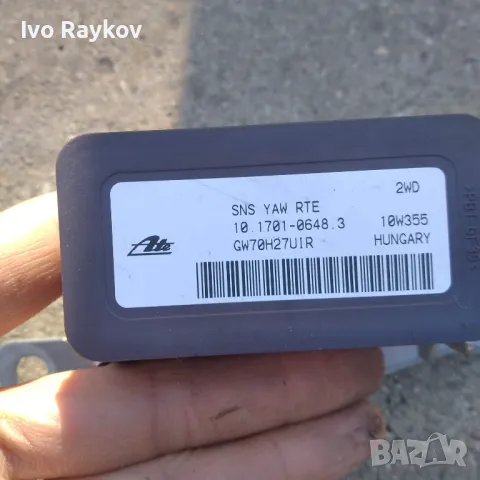 Ivo Raykov
2WD
SNS YAW RTE
10.1701-0648.3 10W355
Ate GW70H27UIR HUNGARY
BAZAR